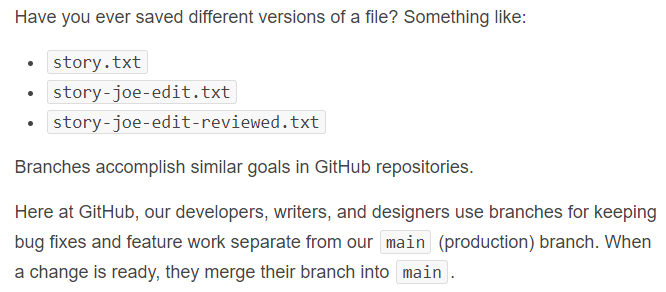 Have you ever saved different versions of a file? Something like:
story.txt
story-joe-edit.txt
story-joe-edit-reviewed.txt
Branches accomplish similar goals in GitHub repositories.
Here at GitHub, our developers, writers, and designers use branches for keeping
bug fixes and feature work separate from our main (production) branch. When
a change is ready, they merge their branch into main .